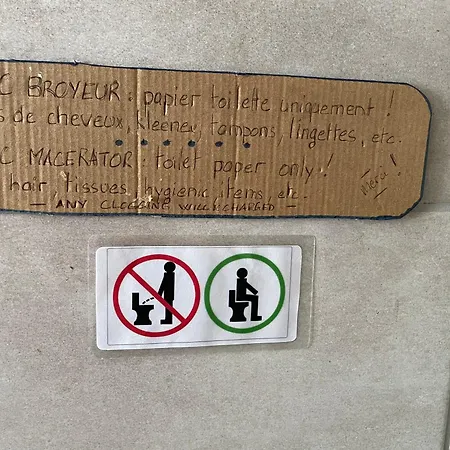 C BROYEUR : papier toilette uniquement !
s de cheveux, kleenex, tampons, lingettes, etc.
C MACERATOR : toilet paper only !
hair, tissues, hygienic items, etc.
— ANY CLOGGING WILL B CHARGED —
Merci !